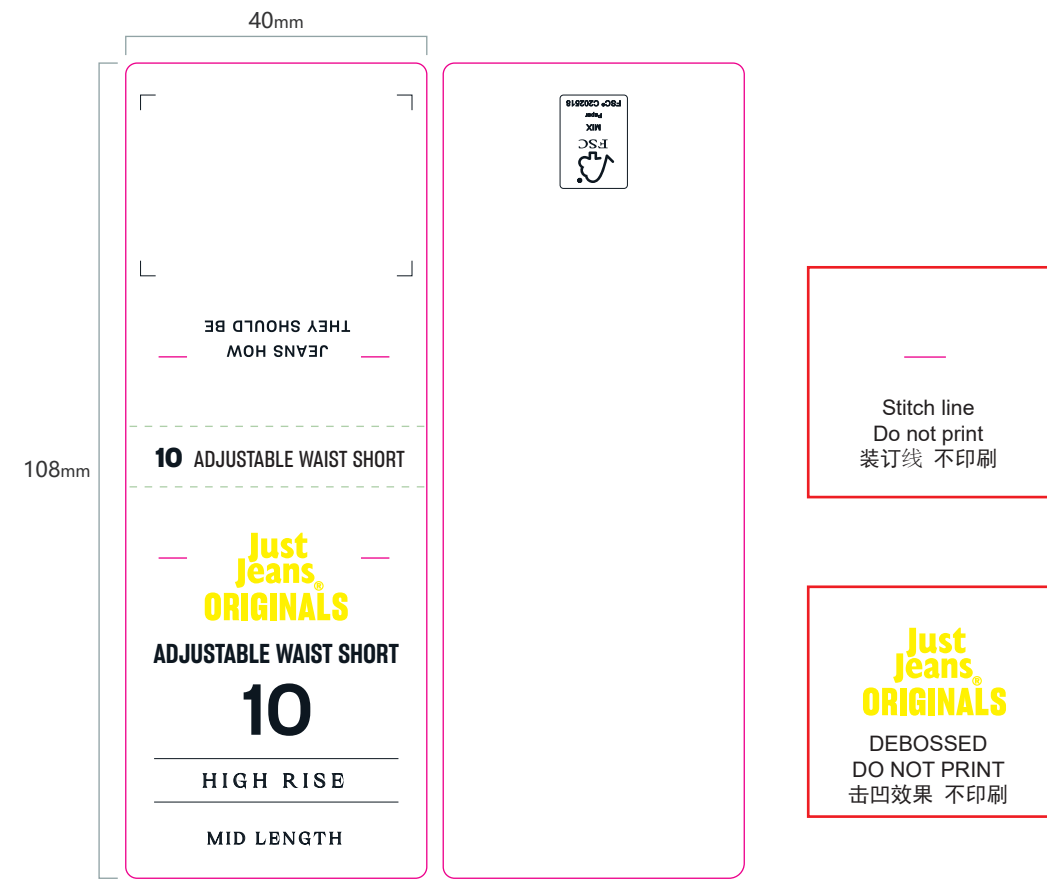 40mm
108mm
FSC
MIX
Paper
FSC® C202518
JEANS HOW
THEY SHOULD BE
10 ADJUSTABLE WAIST SHORT
Just
Jeans®
ORIGINALS
ADJUSTABLE WAIST SHORT
10
HIGH RISE
MID LENGTH
Stitch line
Do not print
装订线 不印刷
Just
Jeans®
ORIGINALS
DEBOSSED
DO NOT PRINT
击凹效果 不印刷